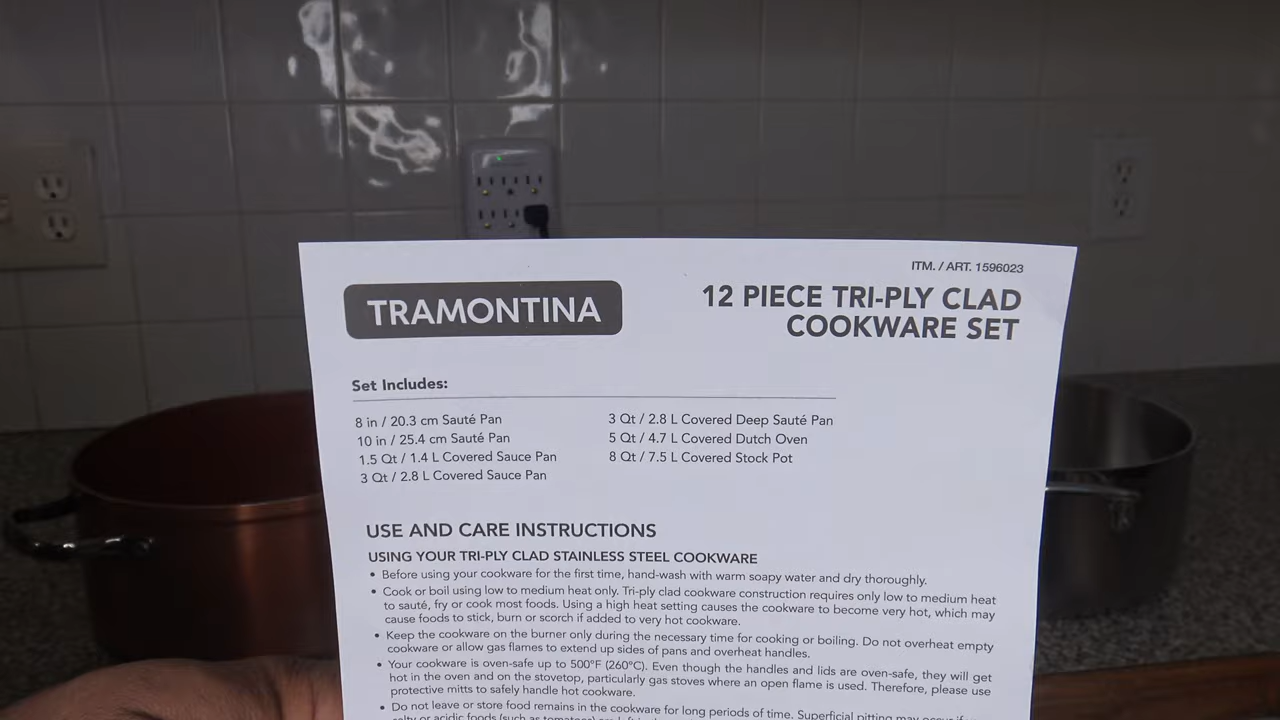 ITM. / ART. 1596023
TRAMONTINA
12 PIECE TRI-PLY CLAD
COOKWARE SET
Set Includes:
8 in / 20.3 cm Sauté Pan
10 in / 25.4 cm Sauté Pan
1.5 Qt / 1.4 L Covered Sauce Pan
3 Qt / 2.8 L Covered Sauce Pan
3 Qt / 2.8 L Covered Deep Sauté Pan
5 Qt / 4.7 L Covered Dutch Oven
8 Qt / 7.5 L Covered Stock Pot
USE AND CARE INSTRUCTIONS
USING YOUR TRI-PLY CLAD STAINLESS STEEL COOKWARE
• Before using your cookware for the first time, hand-wash with warm soapy water and dry thoroughly.
• Cook or boil using low to medium heat only. Tri-ply clad cookware construction requires only low to medium heat
to sauté, fry or cook most foods. Using a high heat setting causes the cookware to become very hot, which may
cause foods to stick, burn or scorch if added to very hot cookware.
• Keep the cookware on the burner only during the necessary time for cooking or boiling. Do not overheat empty
cookware or allow gas flames to extend up sides of pans and overheat handles.
• Your cookware is oven-safe up to 500°F (260°C). Even though the handles and lids are oven-safe, they will get
hot in the oven and on the stovetop, particularly gas stoves where an open flame is used. Therefore, please use
protective mitts to safely handle hot cookware.
• Do not leave or store food remains in the cookware for long periods of time. Superficial pitting may occur if
salty or acidic foods (such as tomatoes)